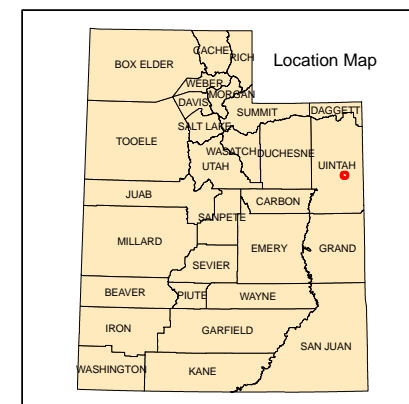 Location Map
CACHE
RICH
BOX ELDER
WEBER
MORGAN
DAVIS
SUMMIT
DAGGETT
SALT LAKE
TOOELE
WASATCH
DUCHESNE
UTAH
UINTAH
JUAB
CARBON
SANPETE
MILLARD
EMERY
GRAND
SEVIER
BEAVER
PIUTE
WAYNE
IRON
GARFIELD
SAN JUAN
WASHINGTON
KANE